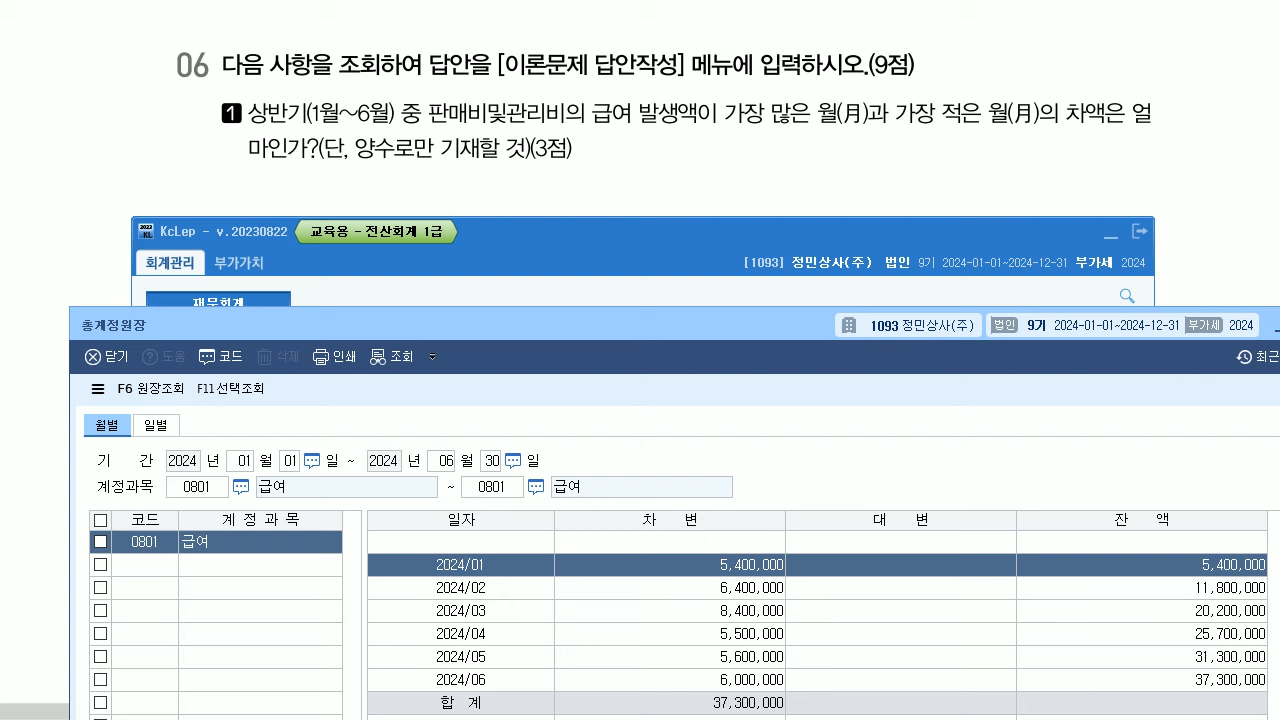 06 다음 사항을 조회하여 답안을 [이론문제 답안작성] 메뉴에 입력하시오.(9점)
1 상반기(1월~6월) 중 판매비및관리비의 급여 발생액이 가장 많은 월(月)과 가장 적은 월(月)의 차액은 얼
마인가?(단, 양수로만 기재할 것)(3점)
KcLep - v.20230822 교육용 - 전산회계 1급
회계관리 부가가치 [1093] 정민상사(주) 법인 9기 2024-01-01~2024-12-31 부가세 2024
재무회계
총계정원장 1093 정민상사(주) 법인 9기 2024-01-01~2024-12-31 부가세 2024
닫기 도움 코드 삭제 인쇄 조회 최근
F6 원장조회 F11선택조회
월별 일별
기 간 2024 년 01 월 01 일 ~ 2024 년 06 월 30 일
계정과목 0801 급여 ~ 0801 급여
코드 계 정 과 목 일자 차 변 대 변 잔 액
0801 급여
2024/01 5,400,000 5,400,000
2024/02 6,400,000 11,800,000
2024/03 8,400,000 20,200,000
2024/04 5,500,000 25,700,000
2024/05 5,600,000 31,300,000
2024/06 6,000,000 37,300,000
합 계 37,300,000